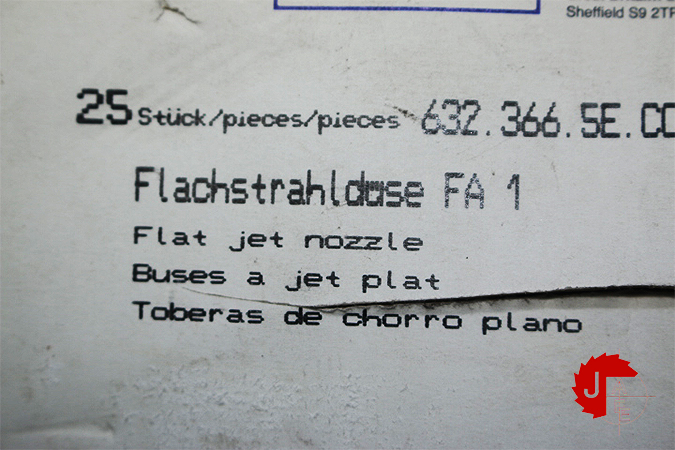 Sheffield S9 2TF
25 Stück/pieces/pieces 632.366.5E.CC
Flachstrahldüse FA 1
Flat jet nozzle
Buses a jet plat
Toberas de chorro plano
J